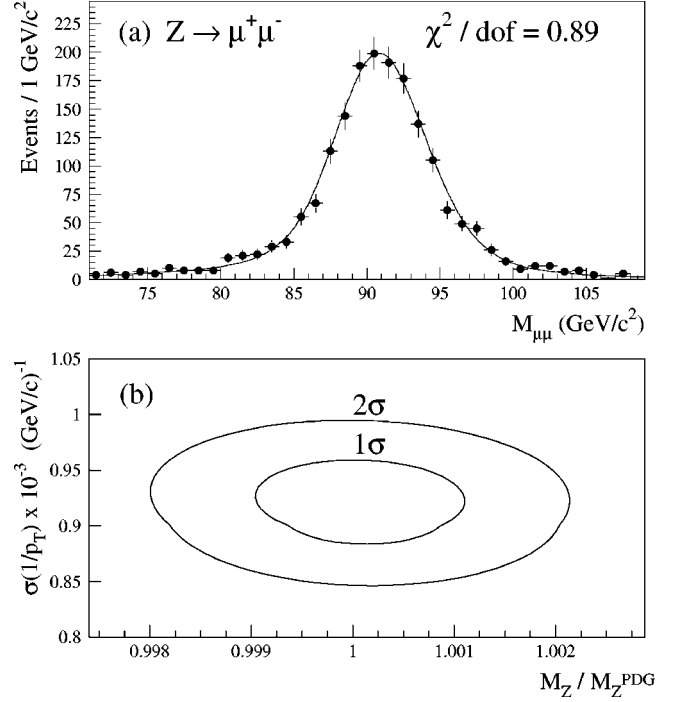 (a) Z → μ⁺μ⁻
χ² / dof = 0.89
Events / 1 GeV/c²
225
200
175
150
125
100
75
50
25
0
75 80 85 90 95 100 105
M_μμ (GeV/c²)
(b)
2σ
1σ
σ(1/p_T) x 10⁻³ (GeV/c)⁻¹
1.05
1
0.95
0.9
0.85
0.8
0.998 0.999 1 1.001 1.002
M_Z / M_Z^PDG